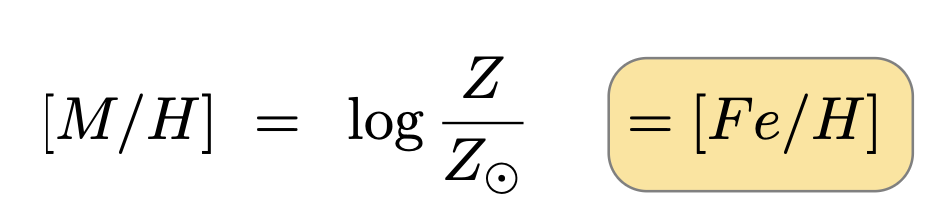 [M/H] = log Z/Z⊙ = [Fe/H]